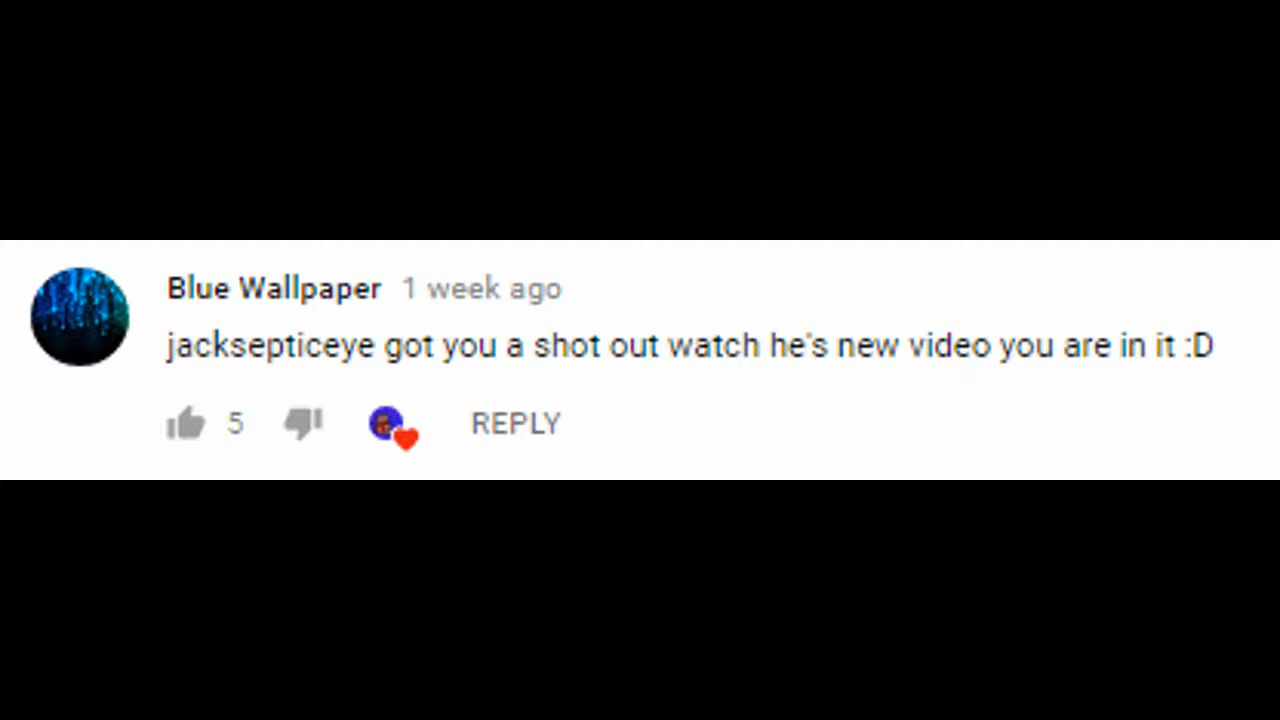 Blue Wallpaper 1 week ago
jacksepticeye got you a shot out watch he's new video you are in it :D
5 REPLY